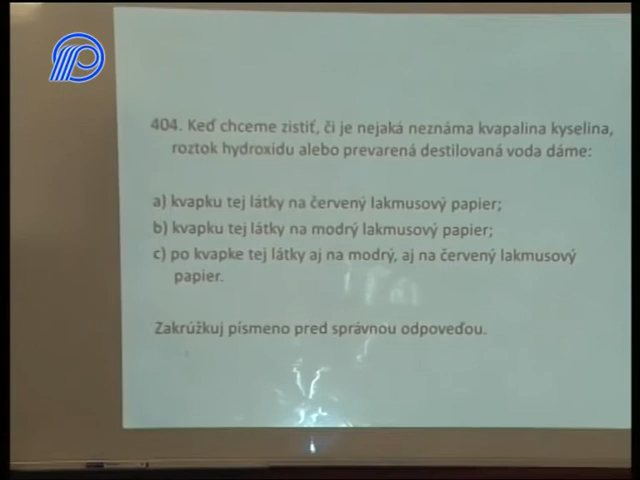 404. Keď chceme zistiť, či je nejaká neznáma kvapalina kyselina,
roztok hydroxidu alebo prevarená destilovaná voda dáme:
a) kvapku tej látky na červený lakmusový papier;
b) kvapku tej látky na modrý lakmusový papier;
c) po kvapke tej látky aj na modrý, aj na červený lakmusový
papier.
Zakrúžkuj písmeno pred správnou odpoveďou.